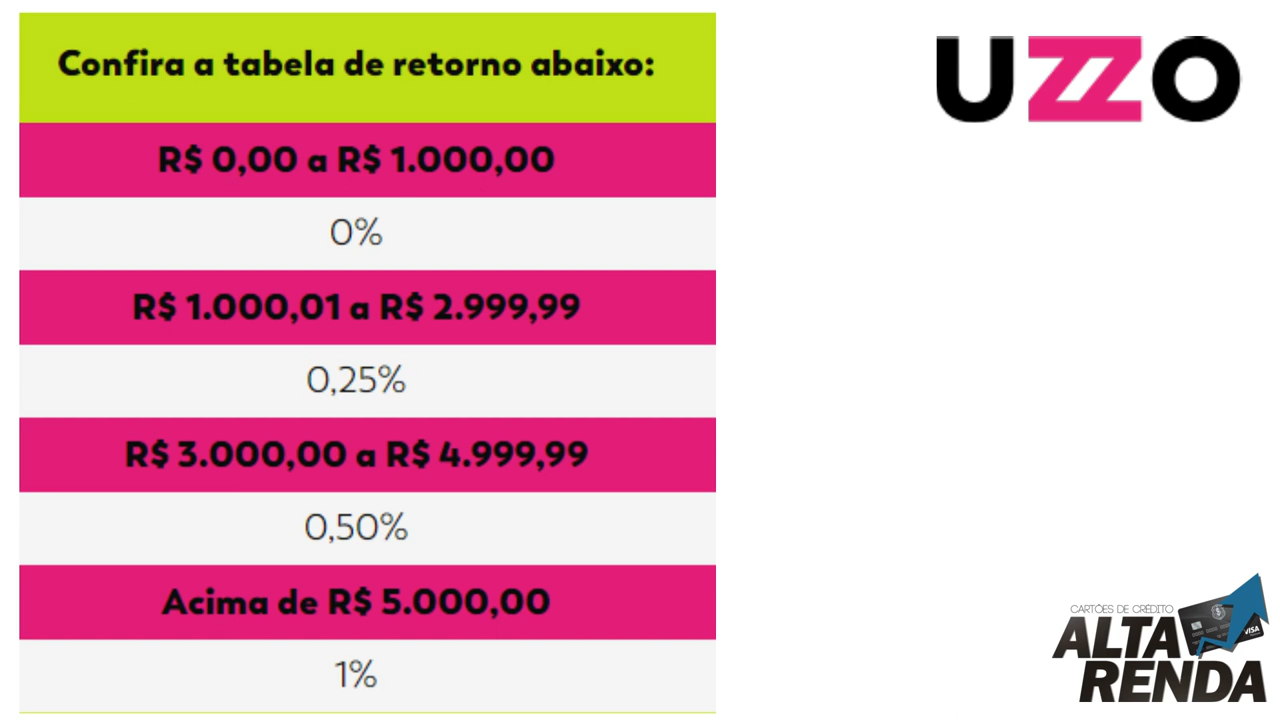 Confira a tabela de retorno abaixo:
R$ 0,00 a R$ 1.000,00
0%
R$ 1.000,01 a R$ 2.999,99
0,25%
R$ 3.000,00 a R$ 4.999,99
0,50%
Acima de R$ 5.000,00
1%
UZZO
CARTÕES DE CRÉDITO
ALTA
RENDA
VISA